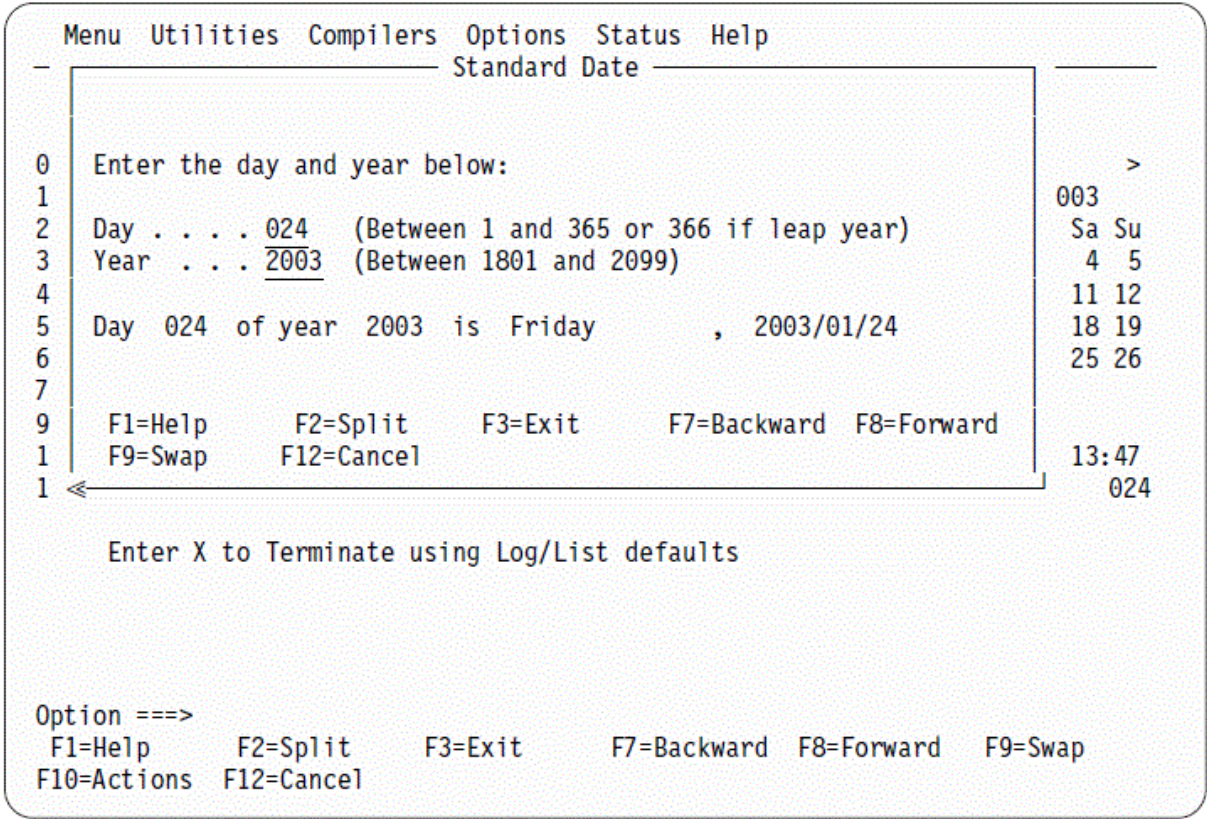 Menu  Utilities  Compilers  Options  Status  Help
Standard Date
0  Enter the day and year below:  >
1  003
2  Day . . . . 024  (Between 1 and 365 or 366 if leap year)  Sa Su
3  Year  . . . 2003  (Between 1801 and 2099)  4  5
4  11 12
5  Day  024  of year  2003  is  Friday  ,  2003/01/24  18 19
6  25 26
7
9  F1=Help  F2=Split  F3=Exit  F7=Backward  F8=Forward
1  F9=Swap  F12=Cancel  13:47
1  024
Enter X to Terminate using Log/List defaults
Option ===>
F1=Help  F2=Split  F3=Exit  F7=Backward  F8=Forward  F9=Swap
F10=Actions  F12=Cancel